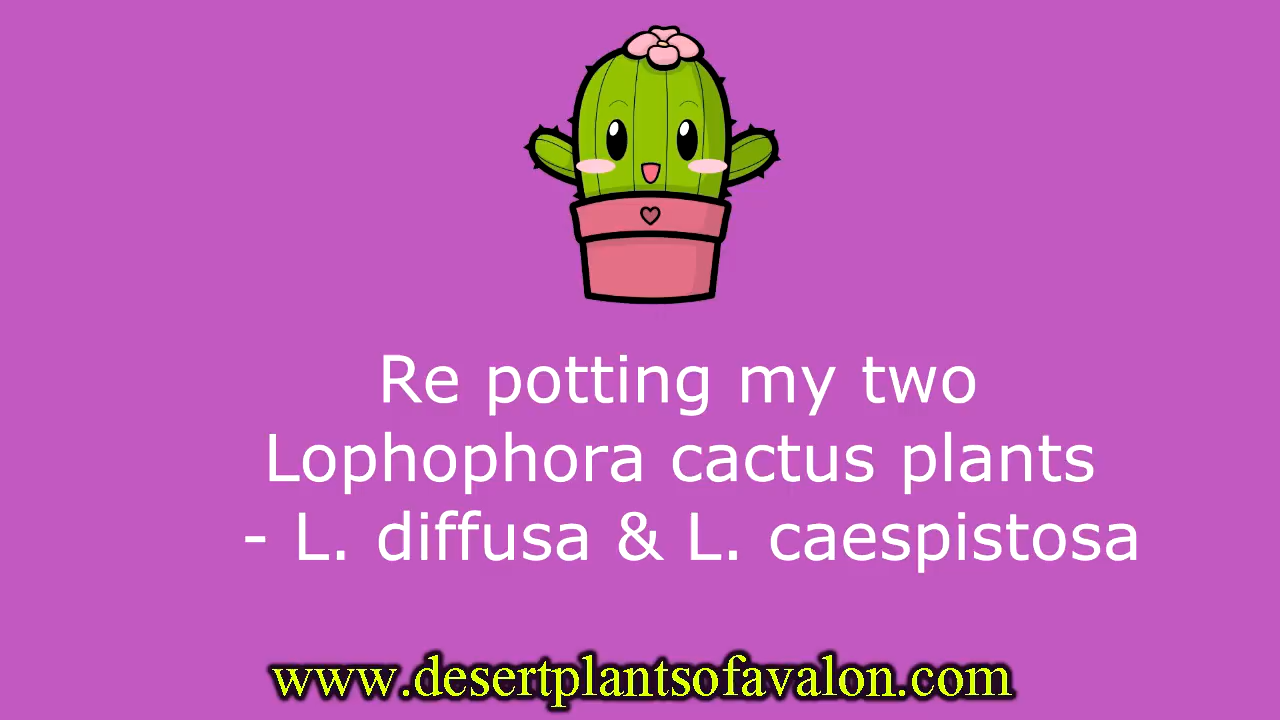 Re potting my two
Lophophora cactus plants
- L. diffusa & L. caespistosa
www.desertplantsofavalon.com